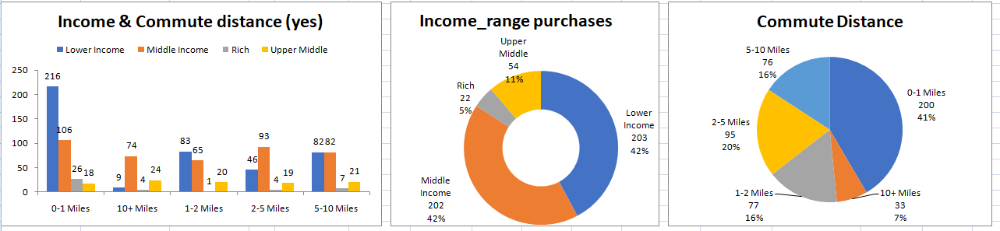 Income & Commute distance (yes)
Lower Income Middle Income Rich Upper Middle
250
200
150
100
50
0
216
106
26
18
9
74
4
24
83
65
1
20
46
93
4
19
82
82
7
21
0-1 Miles 10+ Miles 1-2 Miles 2-5 Miles 5-10 Miles
Income_range purchases
Upper
Middle
54
11%
Rich
22
5%
Lower
Income
203
42%
Middle
Income
202
42%
Commute Distance
5-10 Miles
76
16%
0-1 Miles
200
41%
2-5 Miles
95
20%
1-2 Miles
77
16%
10+ Miles
33
7%